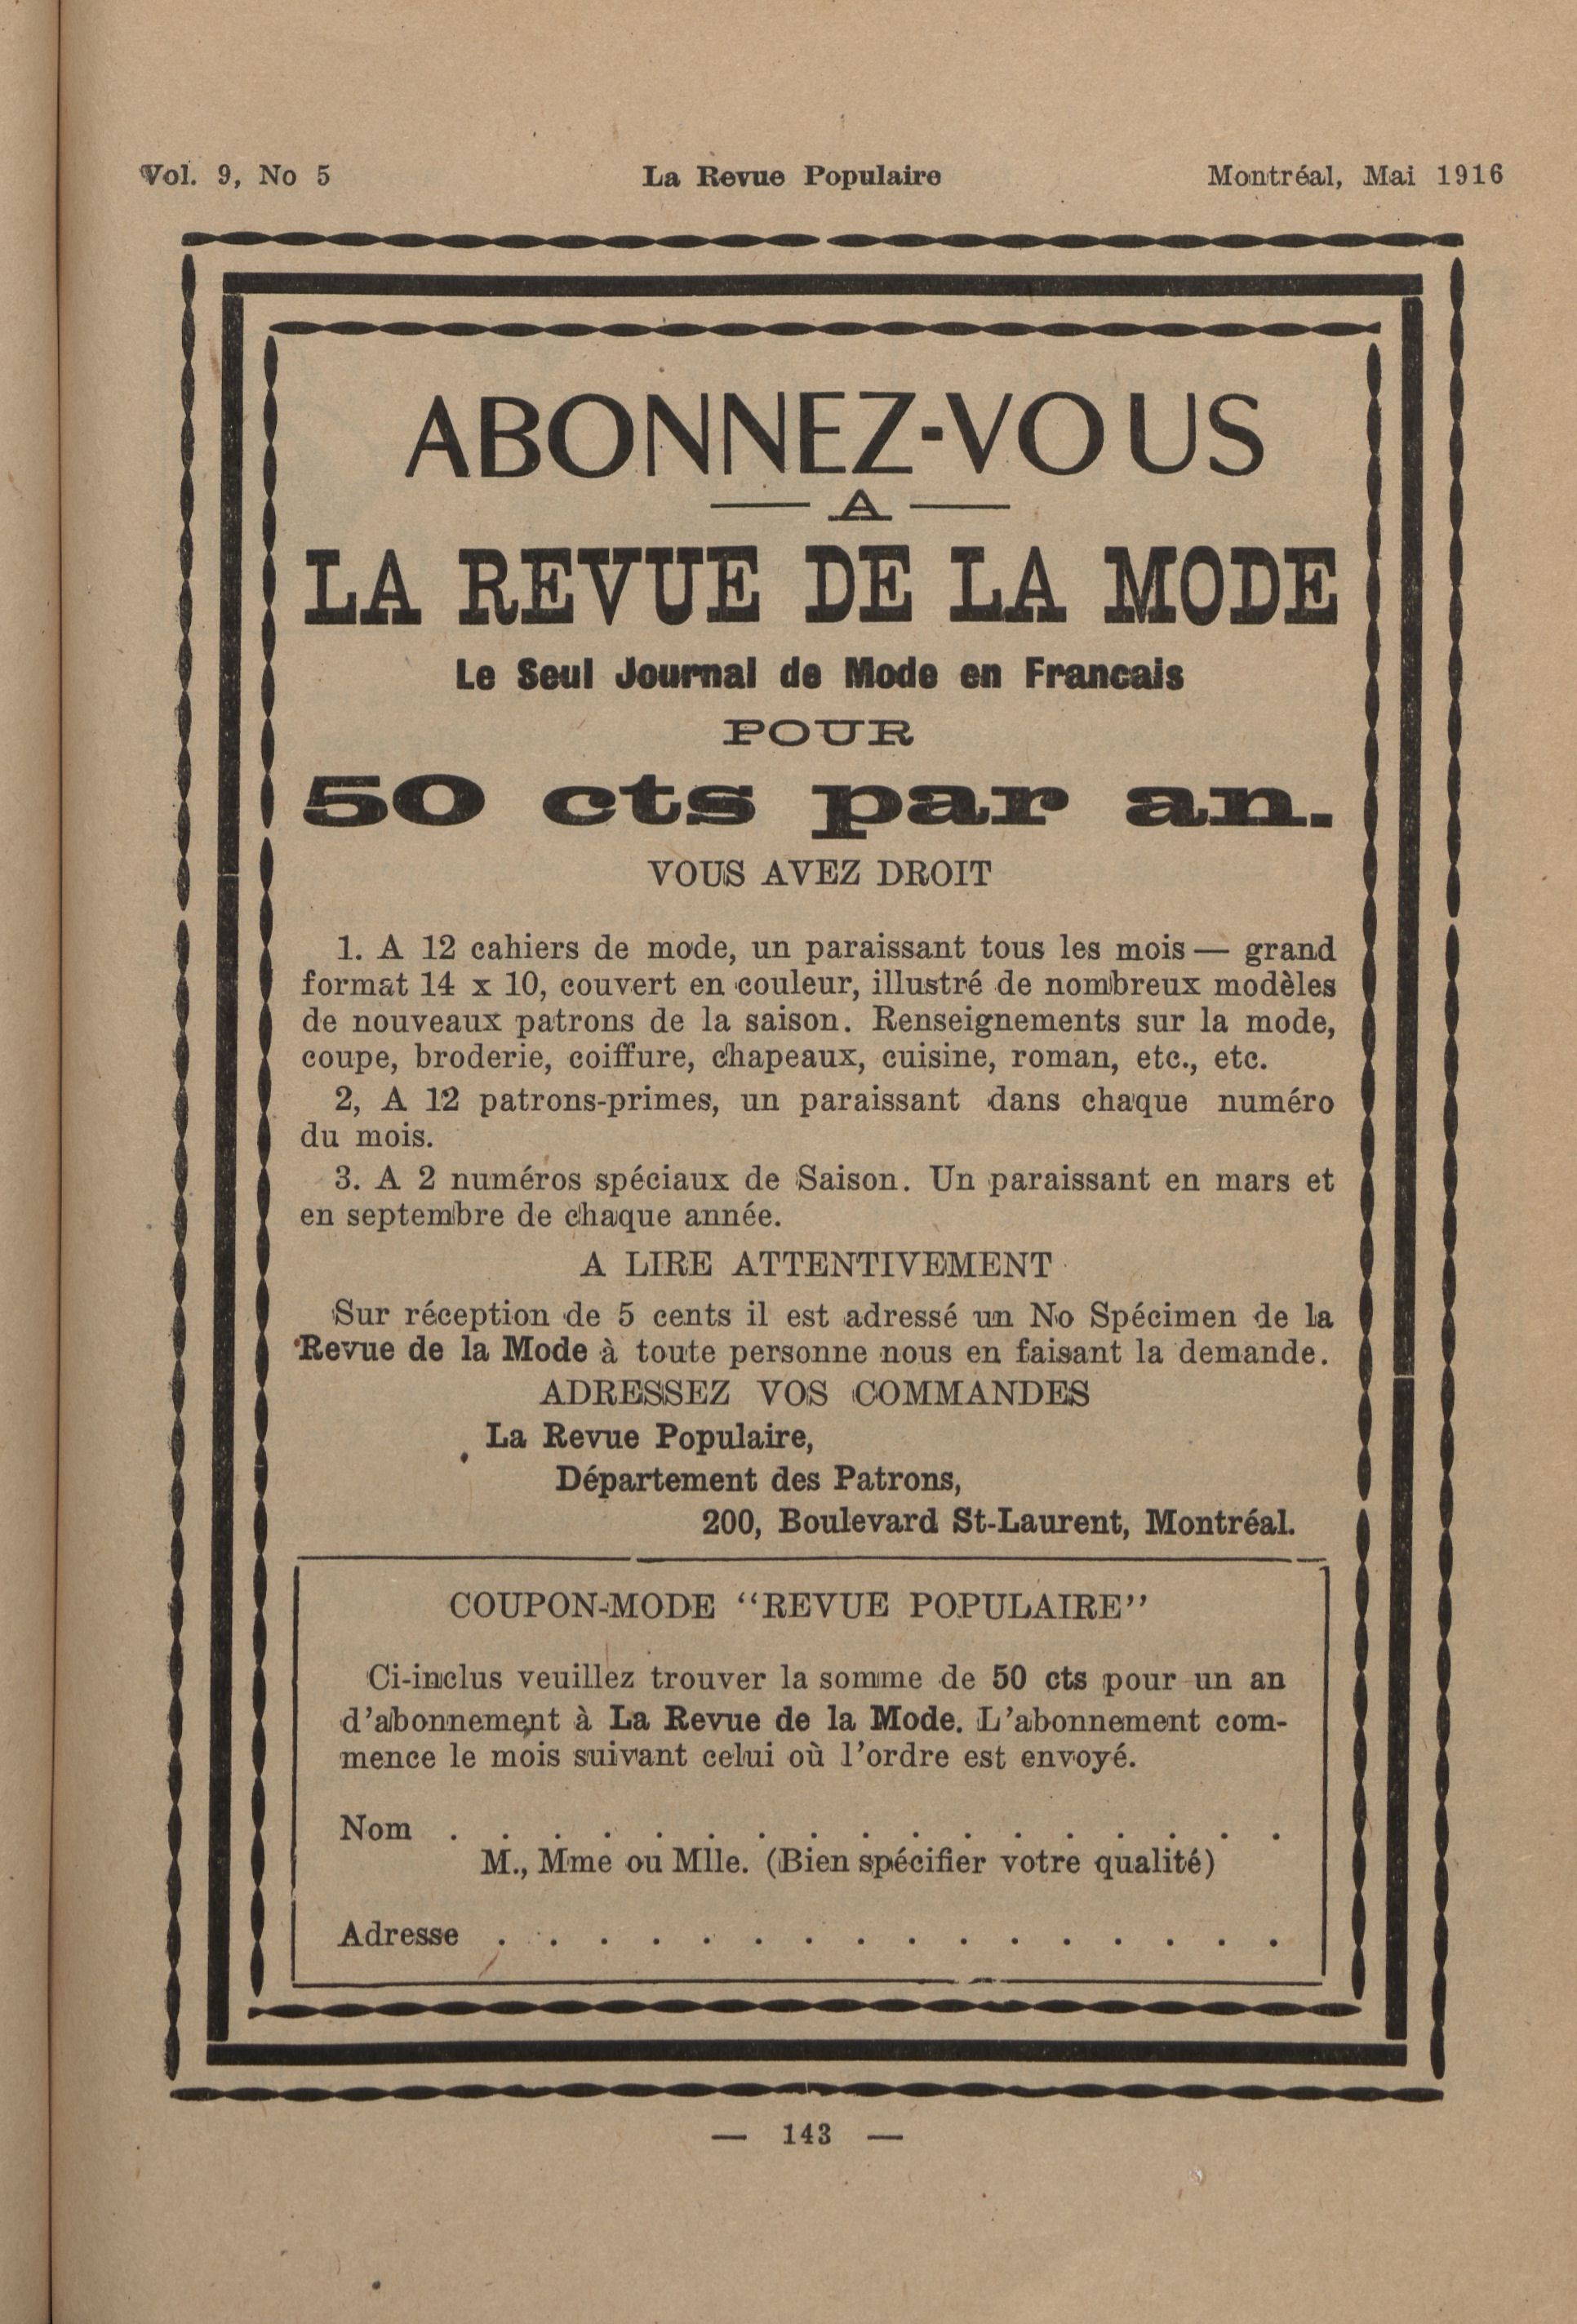 Vol. 9, No 5 La Revue Populaire Montréal, Mai 1916
ABONNEZ-VOUS
A
LA REVUE DE LA MODE
Le Seul Journal de Mode en Francais
POUR
50 cts par an.
VOUS AVEZ DROIT
1. A 12 cahiers de mode, un paraissant tous les mois — grand
format 14 x 10, couvert en couleur, illustré de nombreux modèles
de nouveaux patrons de la saison. Renseignements sur la mode,
coupe, broderie, coiffure, chapeaux, cuisine, roman, etc., etc.
2, A 12 patrons-primes, un paraissant dans chaque numéro
du mois.
3. A 2 numéros spéciaux de Saison. Un paraissant en mars et
en septembre de chaque année.
A LIRE ATTENTIVEMENT
Sur réception de 5 cents il est adressé un No Spécimen de la
Revue de la Mode à toute personne nous en faisant la demande.
ADRESSEZ VOS COMMANDES
La Revue Populaire,
Département des Patrons,
200, Boulevard St-Laurent, Montréal.
COUPON-MODE "REVUE POPULAIRE"
Ci-inclus veuillez trouver la somme de 50 cts pour un an
d'abonnement à La Revue de la Mode. L'abonnement com-
mence le mois suivant celui où l'ordre est envoyé.
Nom . . . . . . . . . . . . . . . . .
M., Mme ou Mlle. (Bien spécifier votre qualité)
Adresse . . . . . . . . . . . . . . . .
— 143 —